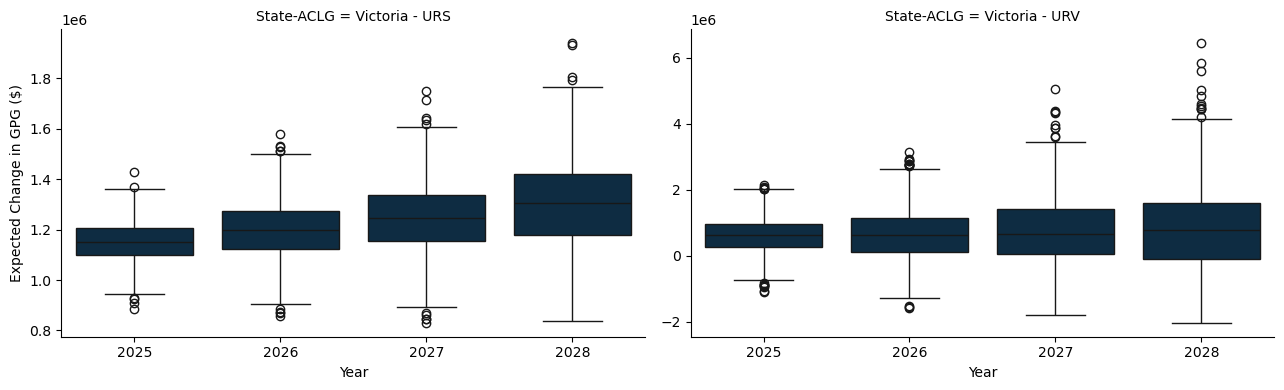 State-ACLG = Victoria - URS
1e6
Expected Change in GPG ($)
1.8
1.6
1.4
1.2
1.0
0.8
2025 2026 2027 2028
Year
State-ACLG = Victoria - URV
1e6
6
4
2
0
−2
2025 2026 2027 2028
Year